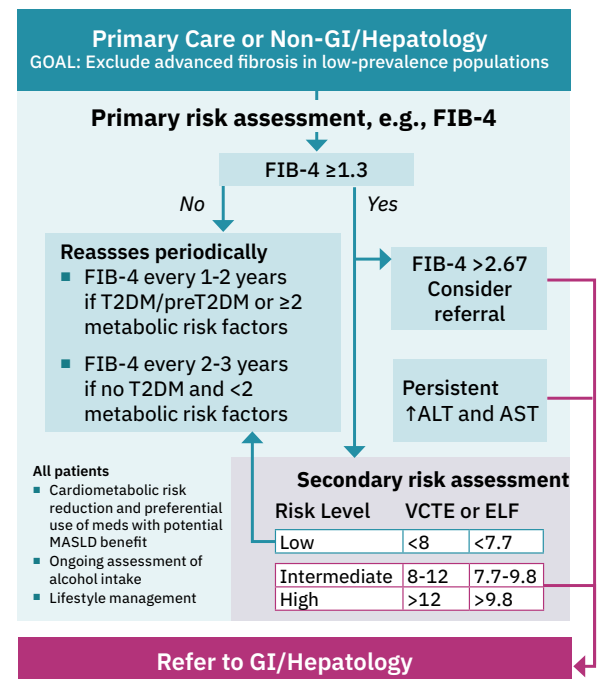 Primary Care or Non-GI/Hepatology
GOAL: Exclude advanced fibrosis in low-prevalence populations
Primary risk assessment, e.g., FIB-4
FIB-4 ≥1.3
No
Yes
Reassses periodically
■ FIB-4 every 1-2 years
if T2DM/preT2DM or ≥2
metabolic risk factors
■ FIB-4 every 2-3 years
if no T2DM and <2
metabolic risk factors
FIB-4 >2.67
Consider
referral
Persistent
↑ALT and AST
All patients
■ Cardiometabolic risk
reduction and preferential
use of meds with potential
MASLD benefit
■ Ongoing assessment of
alcohol intake
■ Lifestyle management
Secondary risk assessment
Risk Level VCTE or ELF
Low <8 <7.7
Intermediate 8-12 7.7-9.8
High >12 >9.8
Refer to GI/Hepatology